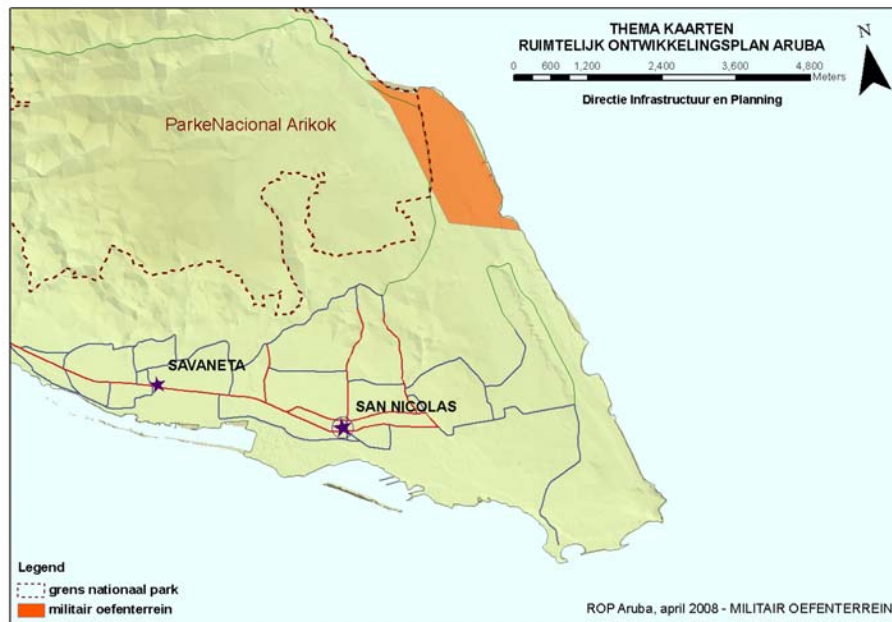 THEMA KAARTEN
RUIMTELIJK ONTWIKKELINGSPLAN ARUBA
N
0 600 1,200 2,400 3,600 4,800
Meters
Directie Infrastructuur en Planning
ParkeNacional Arikok
SAVANETA
SAN NICOLAS
Legend
grens nationaal park
militair oefenterrein
ROP Aruba, april 2008 - MILITAIR OEFENTERREIN